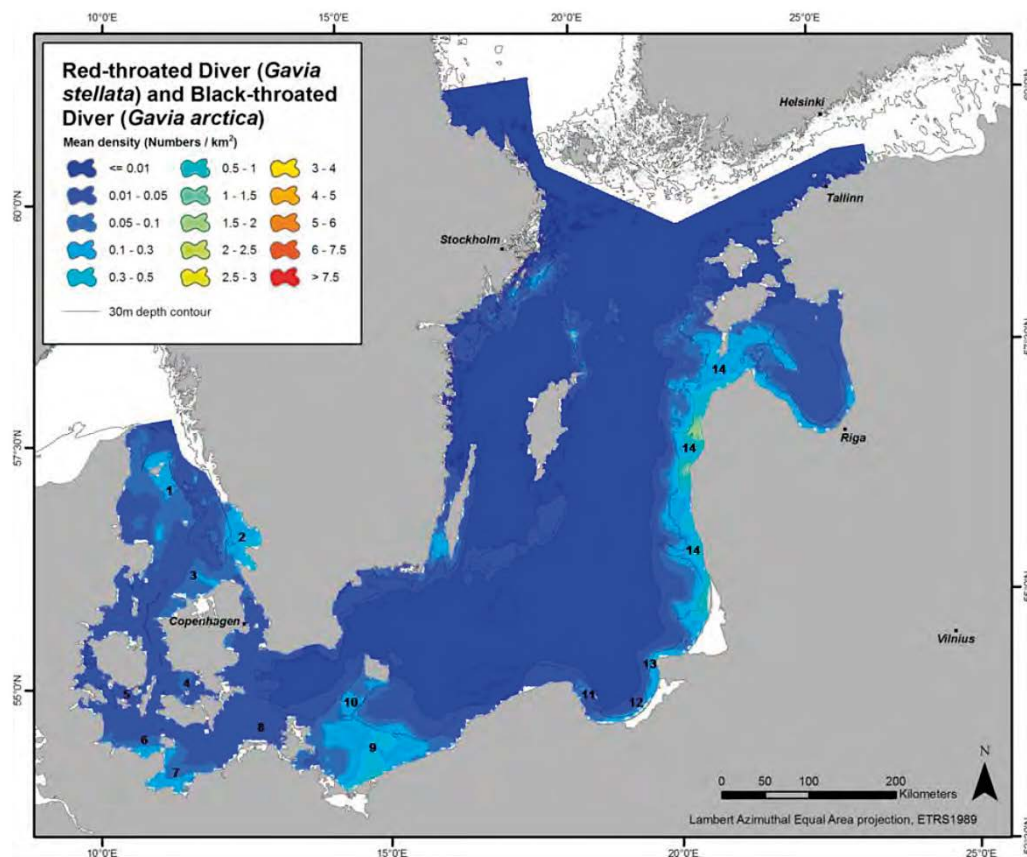 10°0'E 15°0'E 20°0'E 25°0'E
Red-throated Diver (Gavia
stellata) and Black-throated
Diver (Gavia arctica)
Mean density (Numbers / km²)
<= 0.01 0.5 - 1 3 - 4
0.01 - 0.05 1 - 1.5 4 - 5
0.05 - 0.1 1.5 - 2 5 - 6
0.1 - 0.3 2 - 2.5 6 - 7.5
0.3 - 0.5 2.5 - 3 > 7.5
30m depth contour
Helsinki
Tallinn
60°0'N
Stockholm
14
57°30'N
Riga
14
1
2
14
3
Copenhagen
Vilnius
55°0'N
13
4
5
11
12
10
8
6
9
7
N
0 50 100 200
Kilometers
Lambert Azimuthal Equal Area projection, ETRS1989
10°0'E 15°0'E 20°0'E 25°0'E